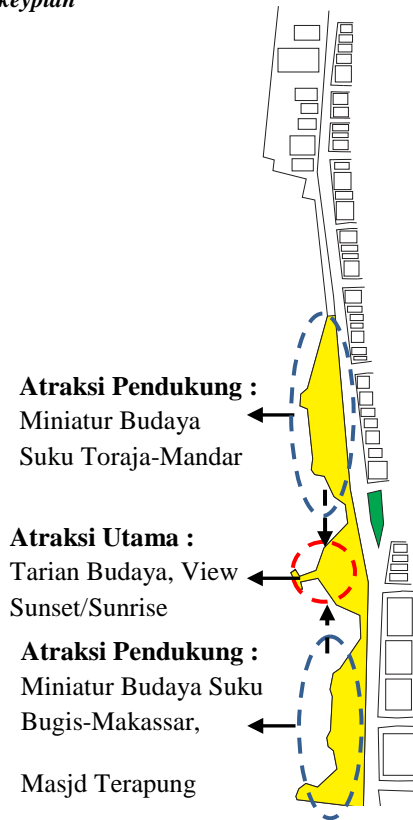 keyplan
Atraksi Pendukung :
Miniatur Budaya
Suku Toraja-Mandar
Atraksi Utama :
Tarian Budaya, View
Sunset/Sunrise
Atraksi Pendukung :
Miniatur Budaya Suku
Bugis-Makassar,
Masjd Terapung